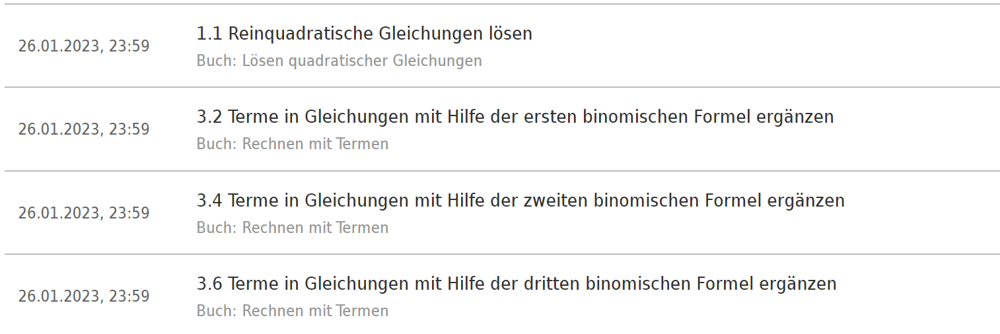 26.01.2023, 23:59
1.1 Reinquadratische Gleichungen lösen
Buch: Lösen quadratischer Gleichungen
26.01.2023, 23:59
3.2 Terme in Gleichungen mit Hilfe der ersten binomischen Formel ergänzen
Buch: Rechnen mit Termen
26.01.2023, 23:59
3.4 Terme in Gleichungen mit Hilfe der zweiten binomischen Formel ergänzen
Buch: Rechnen mit Termen
26.01.2023, 23:59
3.6 Terme in Gleichungen mit Hilfe der dritten binomischen Formel ergänzen
Buch: Rechnen mit Termen